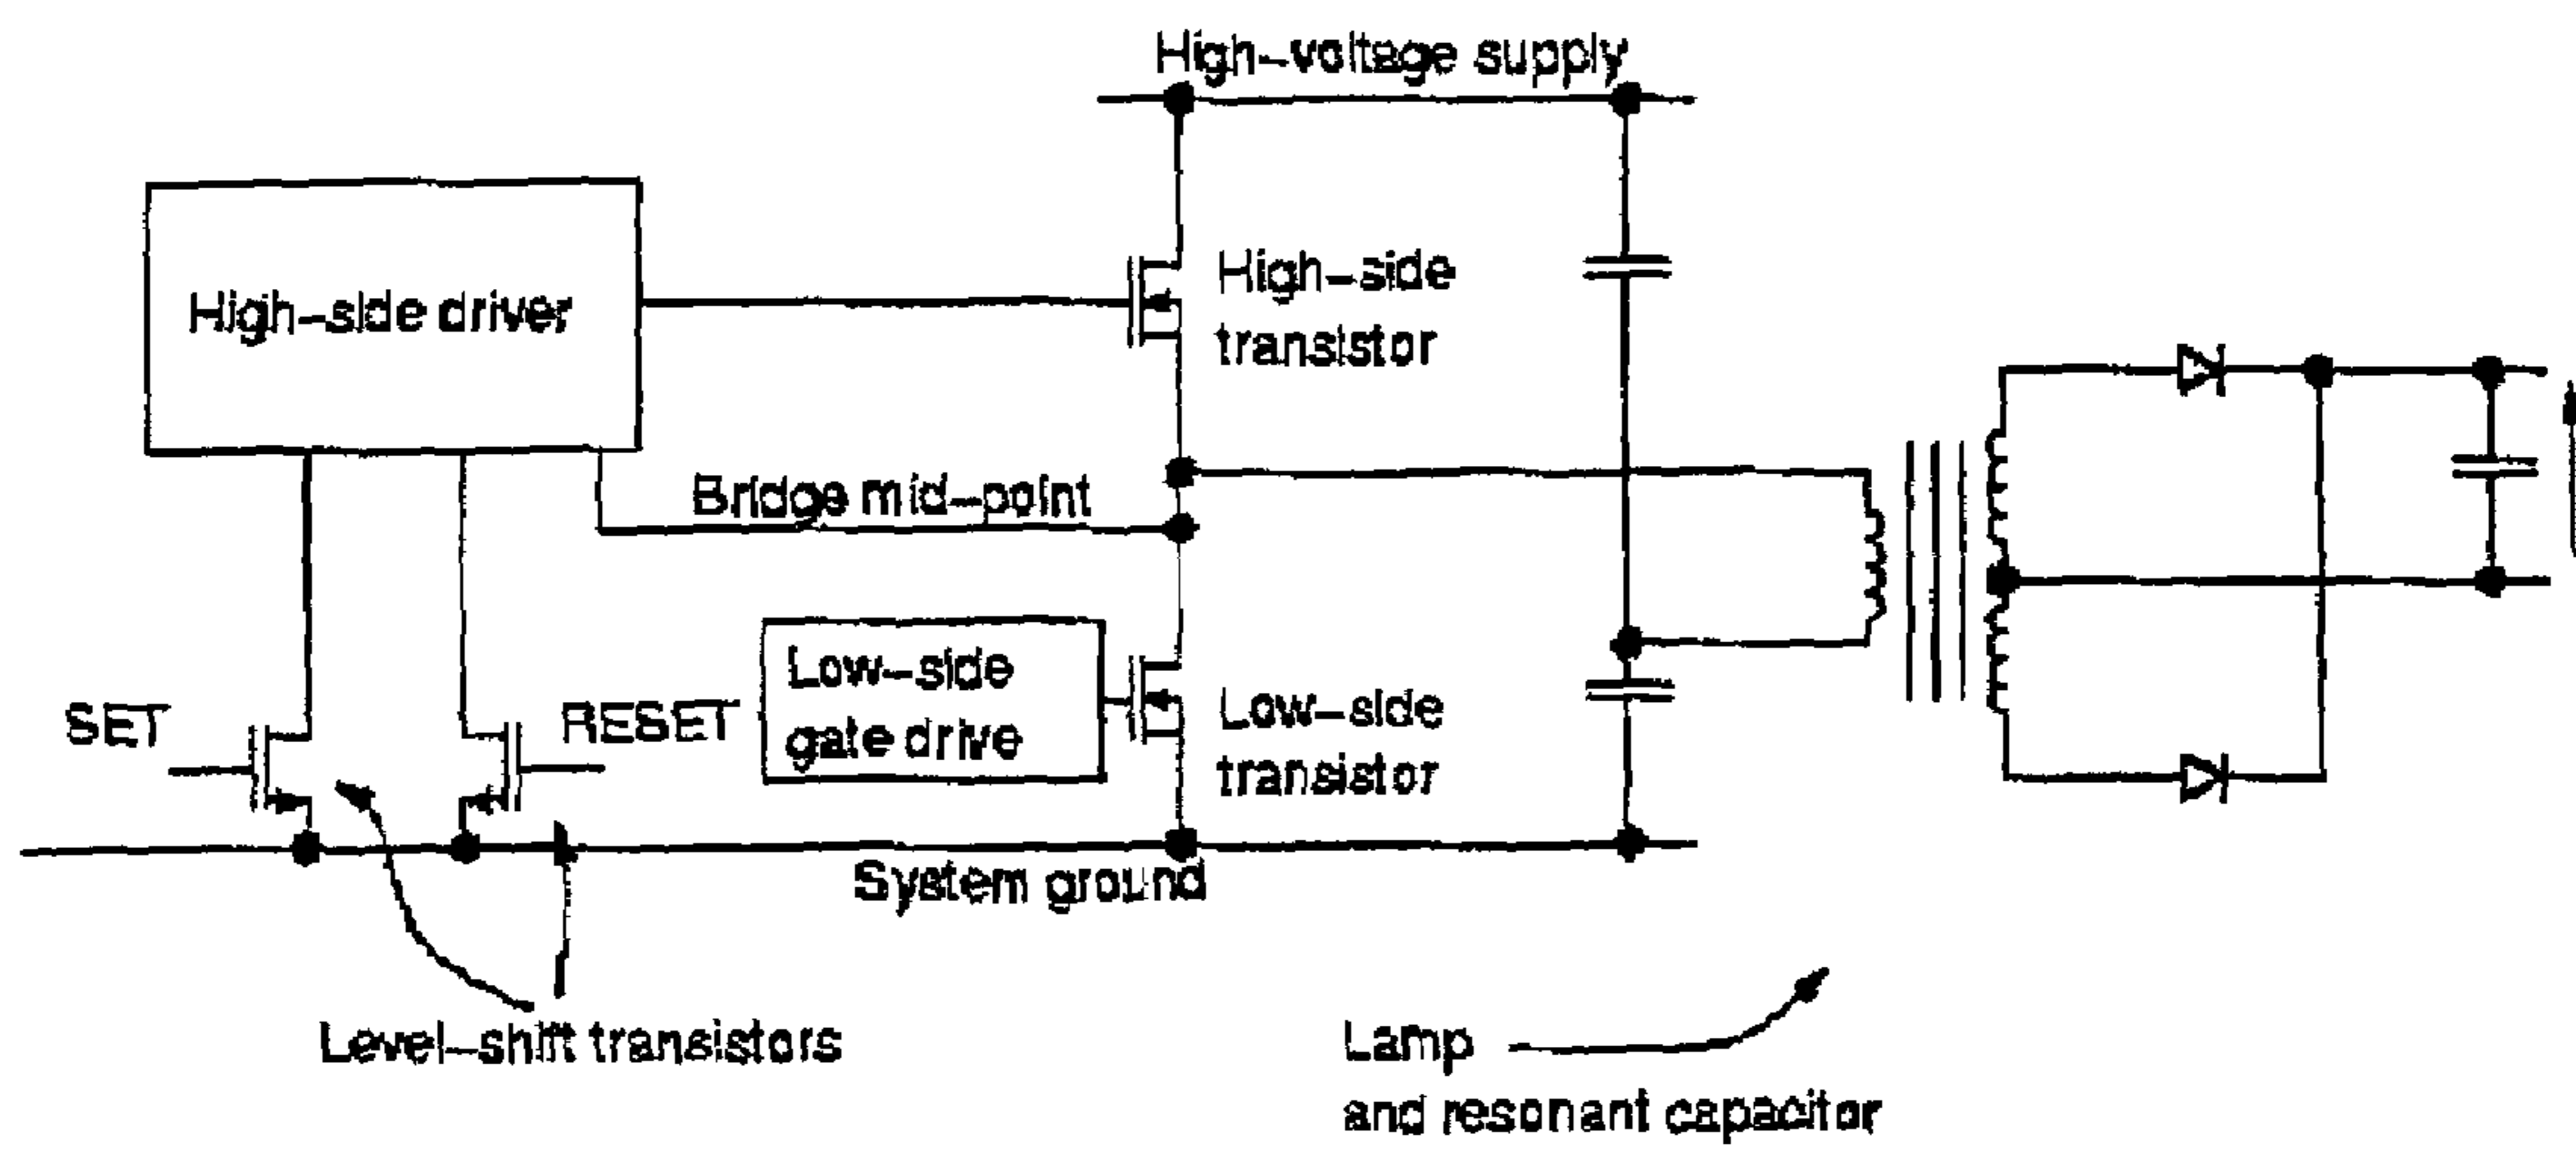 High-voltage supply
High-side driver
High-side
transistor
Bridge mid-point
Low-side
gate drive
SET
RESET
Low-side
transistor
System ground
Level-shift transistors
Lamp
and resonant capacitor